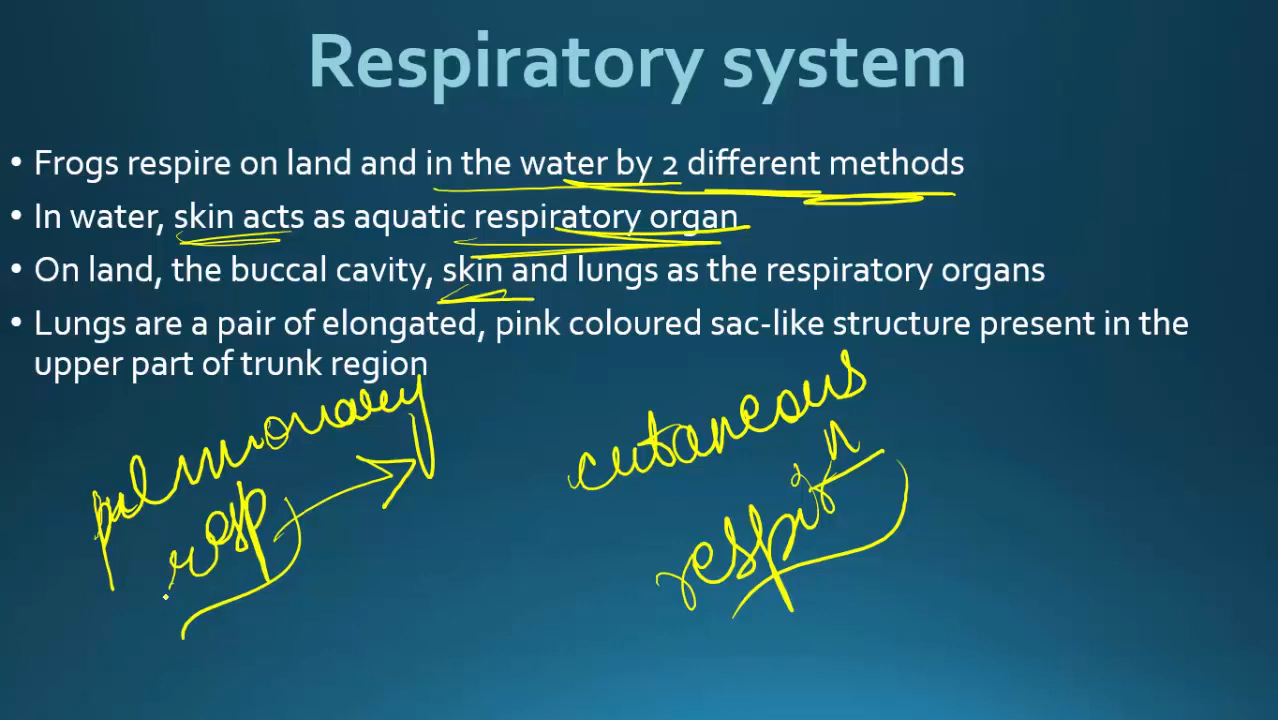 Respiratory system
• Frogs respire on land and in the water by 2 different methods
• In water, skin acts as aquatic respiratory organ
• On land, the buccal cavity, skin and lungs as the respiratory organs
• Lungs are a pair of elongated, pink coloured sac-like structure present in the
upper part of trunk region
pulmonary
resp
cutaneous
respirn